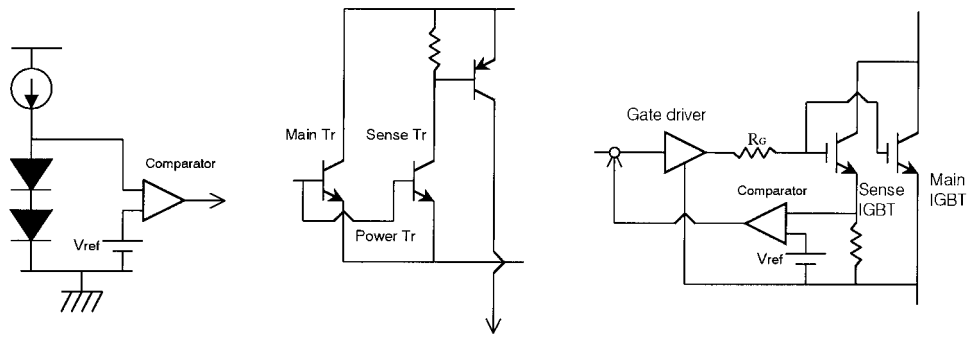 Comparator
Vref
Main Tr
Sense Tr
Power Tr
Gate driver
RG
Comparator
Vref
Sense
IGBT
Main
IGBT